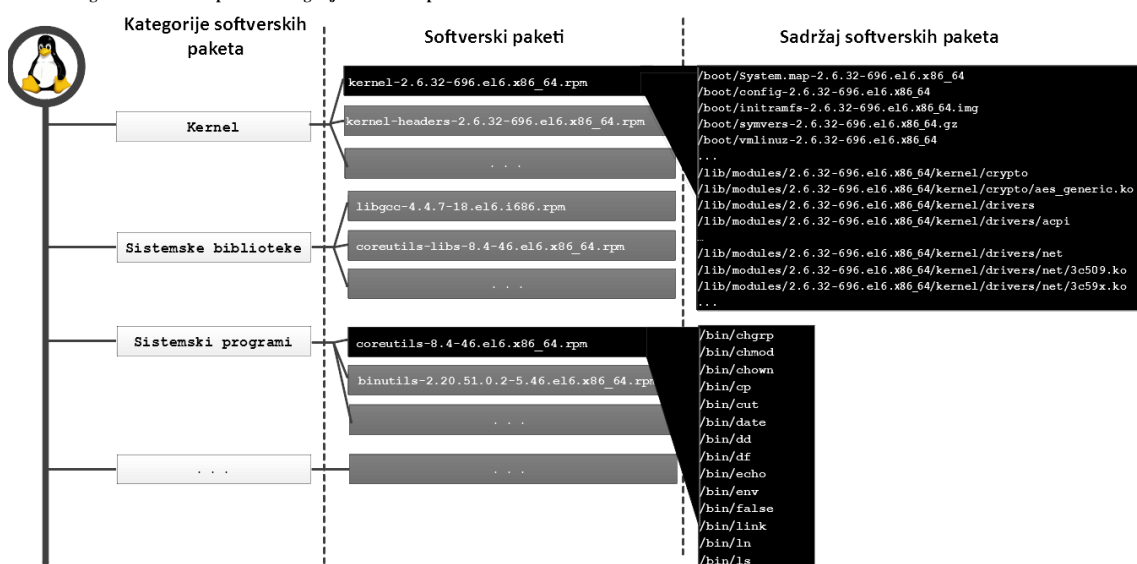 Kategorije softverskih
paketa
Softverski paketi
Sadržaj softverskih paketa
Kernel
kernel-2.6.32-696.el6.x86_64.rpm
kernel-headers-2.6.32-696.el6.x86_64.rpm
. . .
/boot/System.map-2.6.32-696.el6.x86_64
/boot/config-2.6.32-696.el6.x86_64
/boot/initramfs-2.6.32-696.el6.x86_64.img
/boot/symvers-2.6.32-696.el6.x86_64.gz
/boot/vmlinuz-2.6.32-696.el6.x86_64
...
/lib/modules/2.6.32-696.el6.x86_64/kernel/crypto
/lib/modules/2.6.32-696.el6.x86_64/kernel/crypto/aes_generic.ko
/lib/modules/2.6.32-696.el6.x86_64/kernel/drivers
/lib/modules/2.6.32-696.el6.x86_64/kernel/drivers/acpi
…
/lib/modules/2.6.32-696.el6.x86_64/kernel/drivers/net
/lib/modules/2.6.32-696.el6.x86_64/kernel/drivers/net/3c509.ko
/lib/modules/2.6.32-696.el6.x86_64/kernel/drivers/net/3c59x.ko
...
Sistemske biblioteke
libgcc-4.4.7-18.el6.i686.rpm
coreutils-libs-8.4-46.el6.x86_64.rpm
. . .
Sistemski programi
coreutils-8.4-46.el6.x86_64.rpm
binutils-2.20.51.0.2-5.46.el6.x86_64.rpm
. . .
/bin/chgrp
/bin/chmod
/bin/chown
/bin/cp
/bin/cut
/bin/date
/bin/dd
/bin/df
/bin/echo
/bin/env
/bin/false
/bin/link
/bin/ln
/bin/ls
. . .
. . .